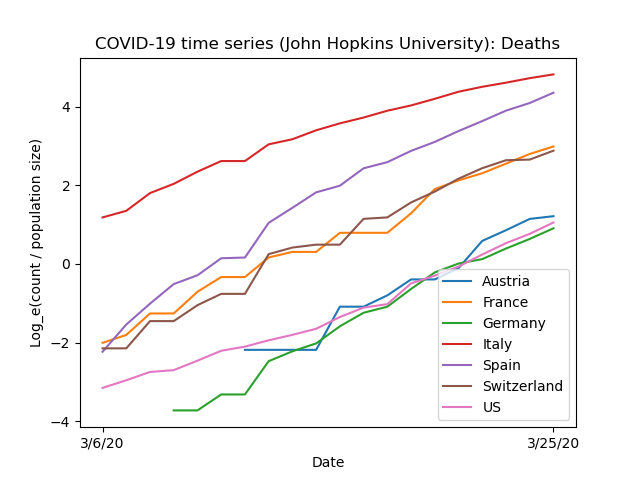 COVID-19 time series (John Hopkins University): Deaths
Log_e(count / population size)
4
2
0
−2
−4
Austria
France
Germany
Italy
Spain
Switzerland
US
3/6/20
3/25/20
Date